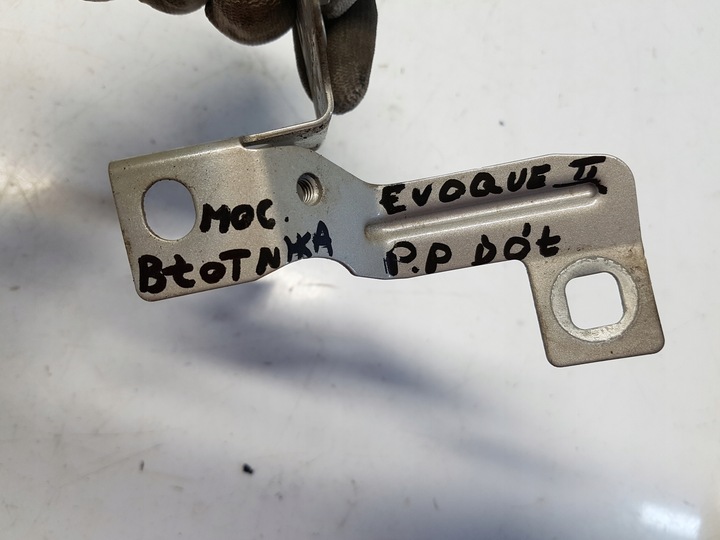 MOC.
BŁOTNIKA
EVOQUE II
P.P DÓŁ